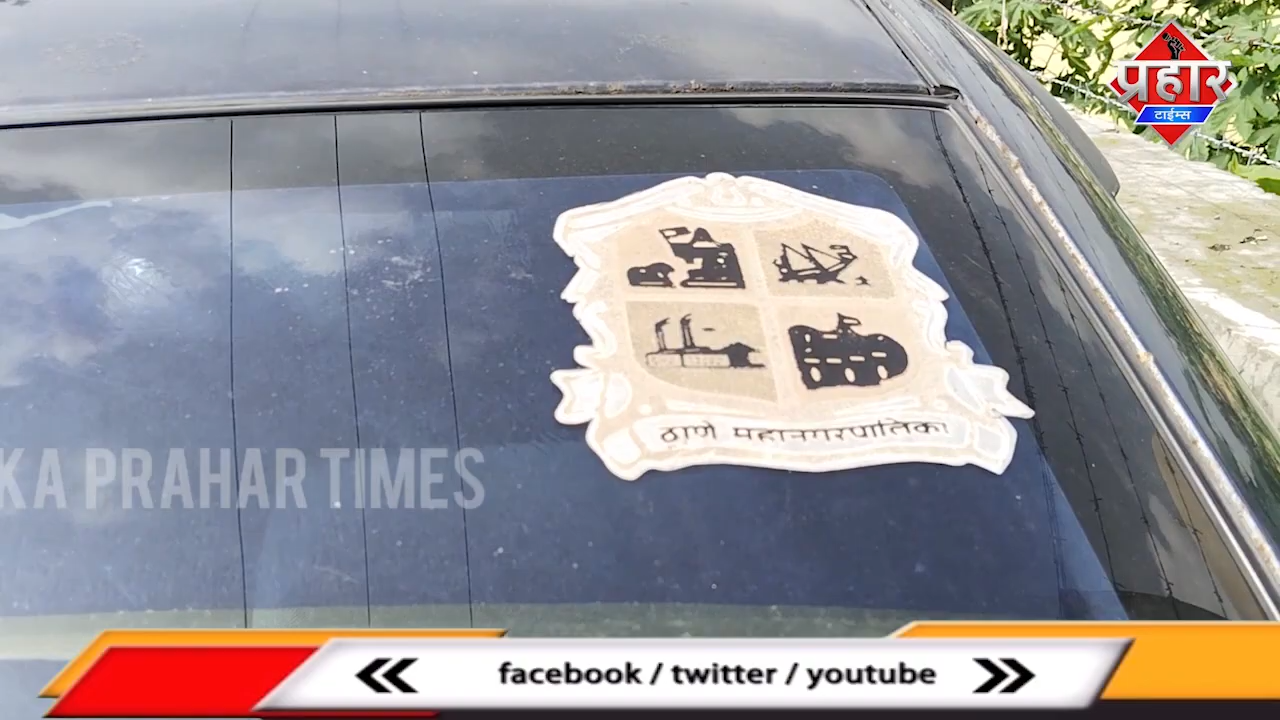 प्रहार
टाईम्स
ठाणे महानगरपालिका
KA PRAHAR TIMES
facebook / twitter / youtube